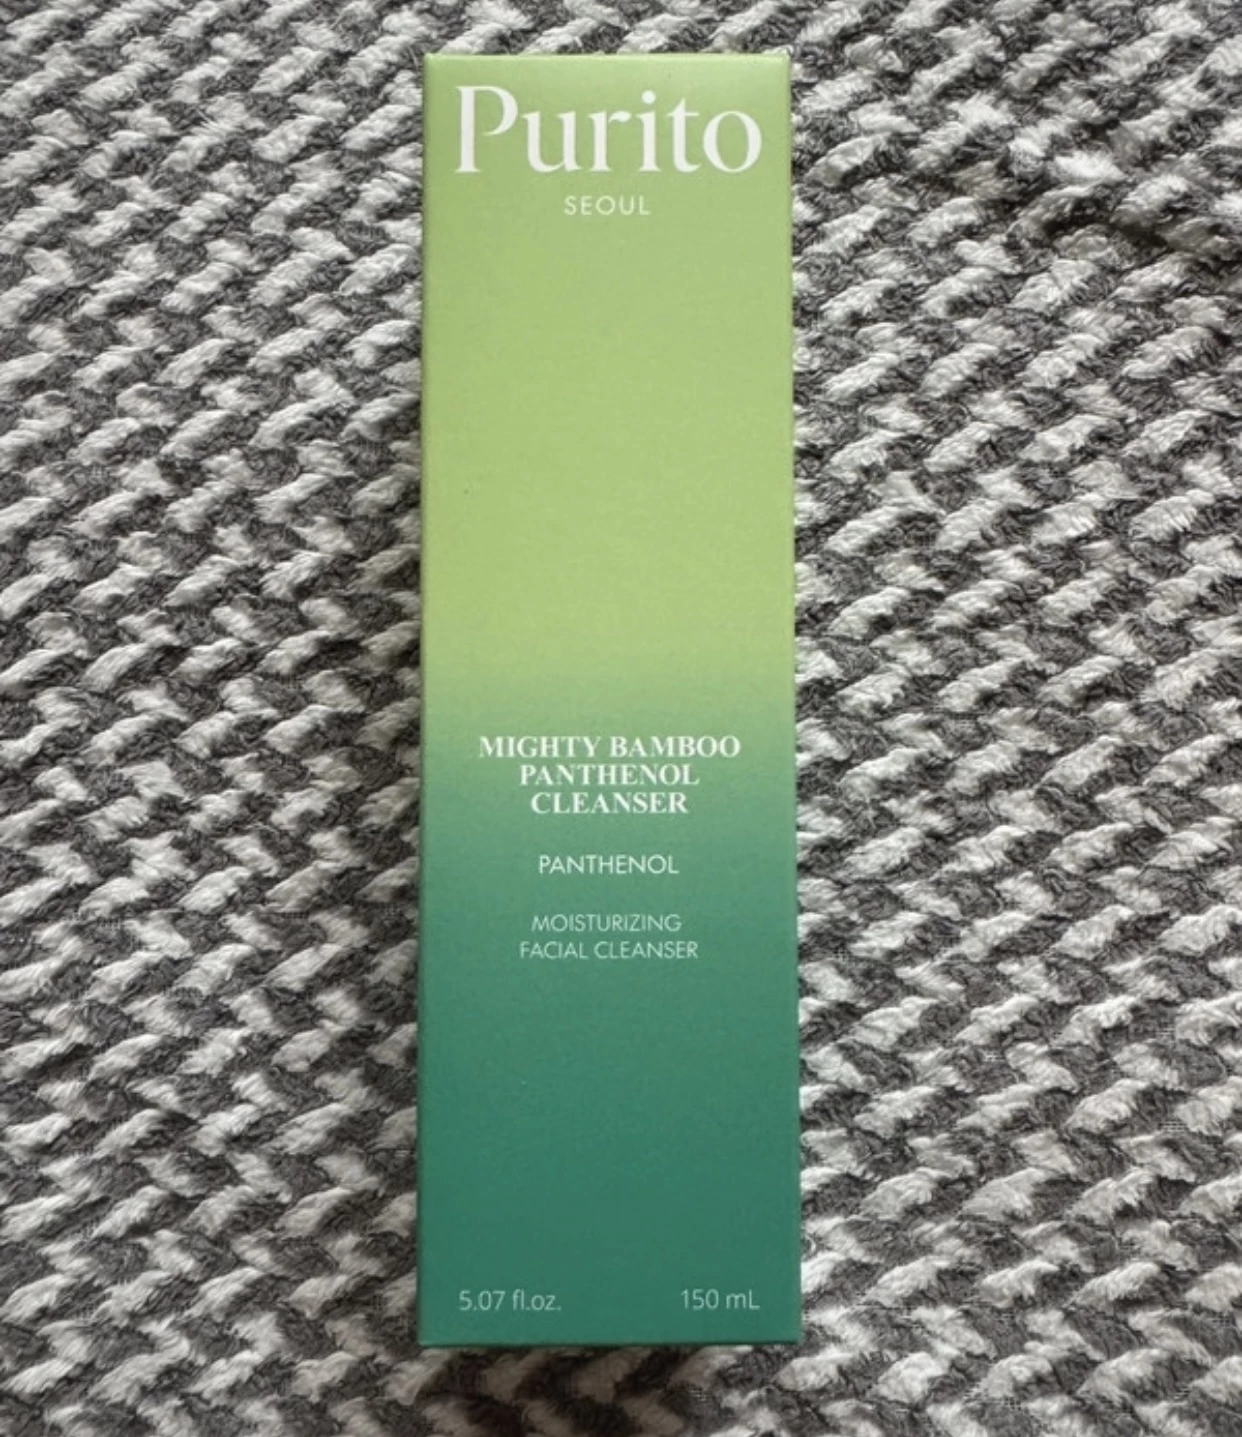 Purito
SEOUL
MIGHTY BAMBOO
PANTHENOL
CLEANSER
PANTHENOL
MOISTURIZING
FACIAL CLEANSER
5.07 fl.oz. 150 mL